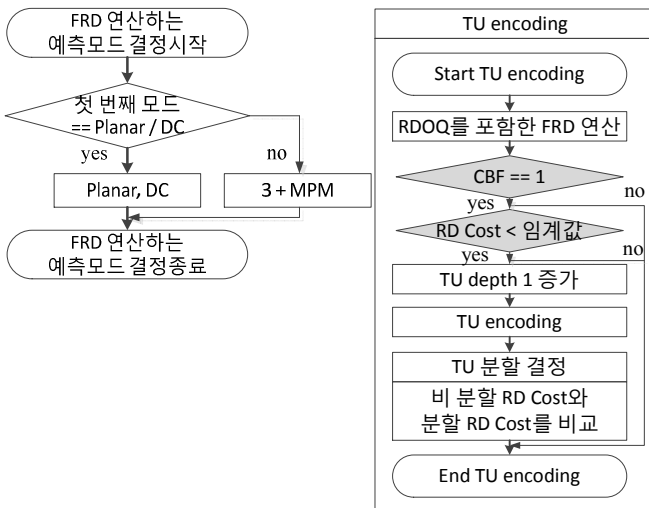 FRD 연산하는
예측모드 결정시작
첫 번째 모드
== Planar / DC
yes
no
Planar, DC
3 + MPM
FRD 연산하는
예측모드 결정종료
TU encoding
Start TU encoding
RDOQ를 포함한 FRD 연산
CBF == 1
yes
no
RD Cost < 임계값
yes
no
TU depth 1 증가
TU encoding
TU 분할 결정
비 분할 RD Cost와
분할 RD Cost를 비교
End TU encoding